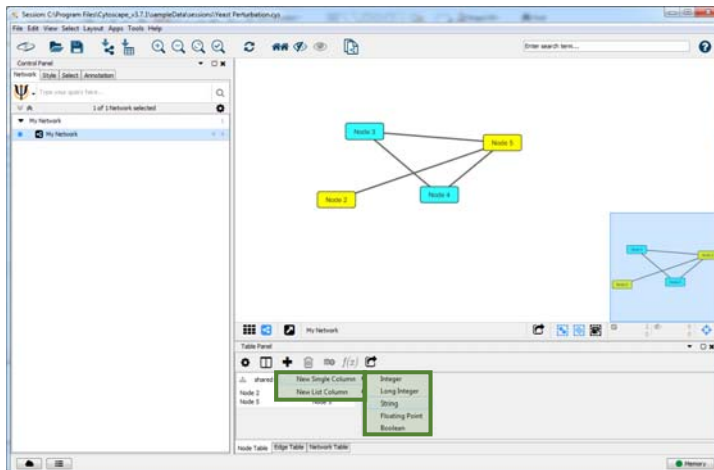 Session: C:\Program Files\Cytoscape_v3.7.1\sampleData\sessions\Yeast Perturbation.cys
File Edit View Select Layout Apps Tools Help
Enter search term...
Control Panel
Network Style Select Annotation
Type your query here...
1 of 1 Network selected
My Network
My Network
Node 3
Node 5
Node 2
Node 4
My Network
Table Panel
f(x)
shared
New Single Column
New List Column
Integer
Long Integer
String
Floating Point
Boolean
Node 2
Node 5
Node Table Edge Table Network Table
Memory